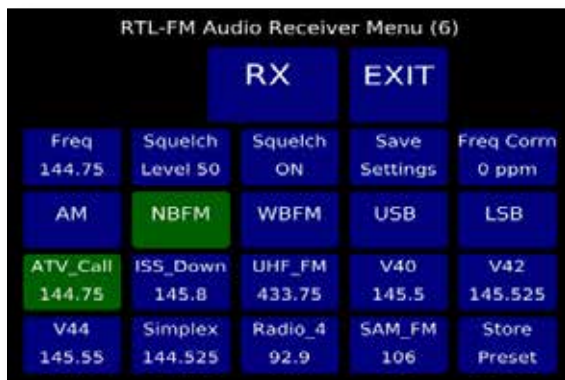 RTL-FM Audio Receiver Menu (6)
RX EXIT
Freq Squelch Squelch Save Freq Corrn
144.75 Level 50 ON Settings 0 ppm
AM NBFM WBFM USB LSB
ATV_Call ISS_Down UHF_FM V40 V42
144.75 145.8 433.75 145.5 145.525
V44 Simplex Radio_4 SAM_FM Store
145.55 144.525 92.9 106 Preset